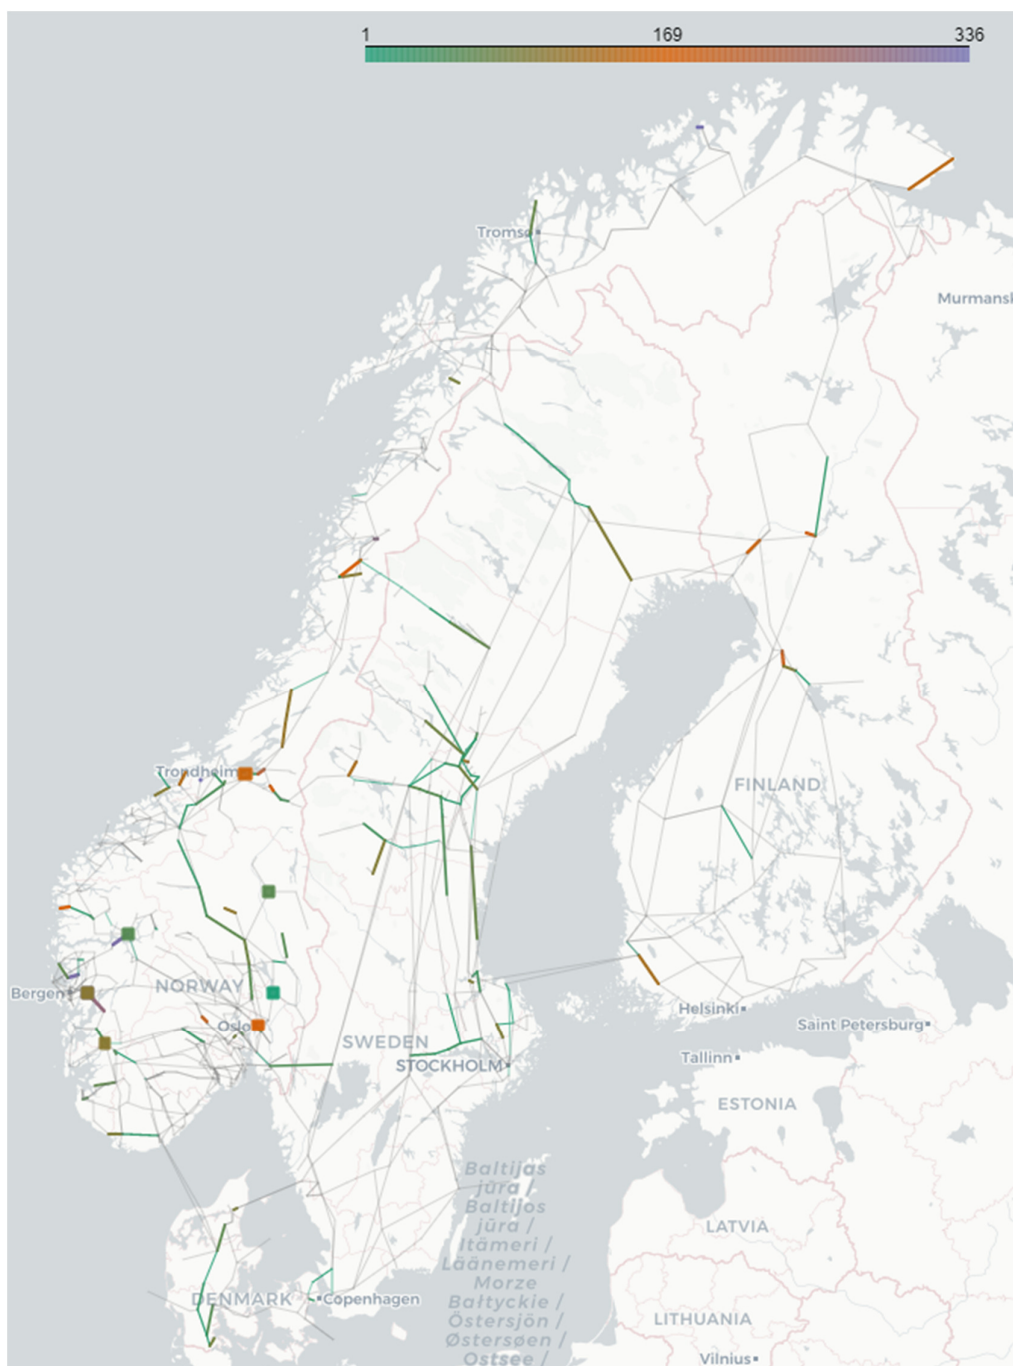 1 169 336
Tromsø
Murmansk
Trondheim
FINLAND
Bergen
NORWAY
Oslo
Helsinki
Saint Petersburg
SWEDEN
STOCKHOLM
Tallinn
ESTONIA
Baltijas
jūra /
Baltijos
jūra /
Itämeri /
Läänemeri /
Morze
Bałtyckie /
Östersjön /
Østersøen /
Ostsee /
LATVIA
DENMARK
Copenhagen
LITHUANIA
Vilnius